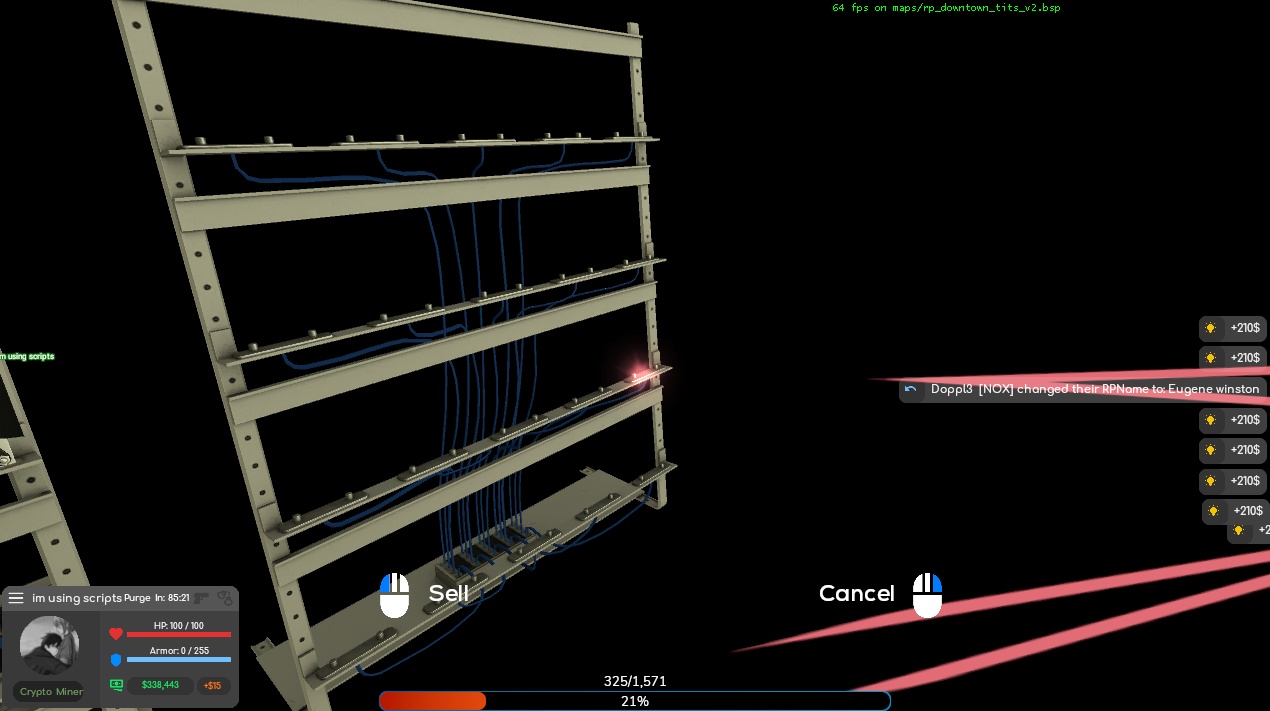 64 fps on maps/rp_downtown_tits_v2.bsp
+210$
m using scripts
+210$
Doppl3 [NOX] changed their RPName to: Eugene winston
+210$
+210$
+210$
+210$
+2
Sell
Cancel
im using scripts Purge In: 85:21
HP: 100 / 100
Armor: 0 / 255
$338,443 +$15
Crypto Miner
325/1,571
21%